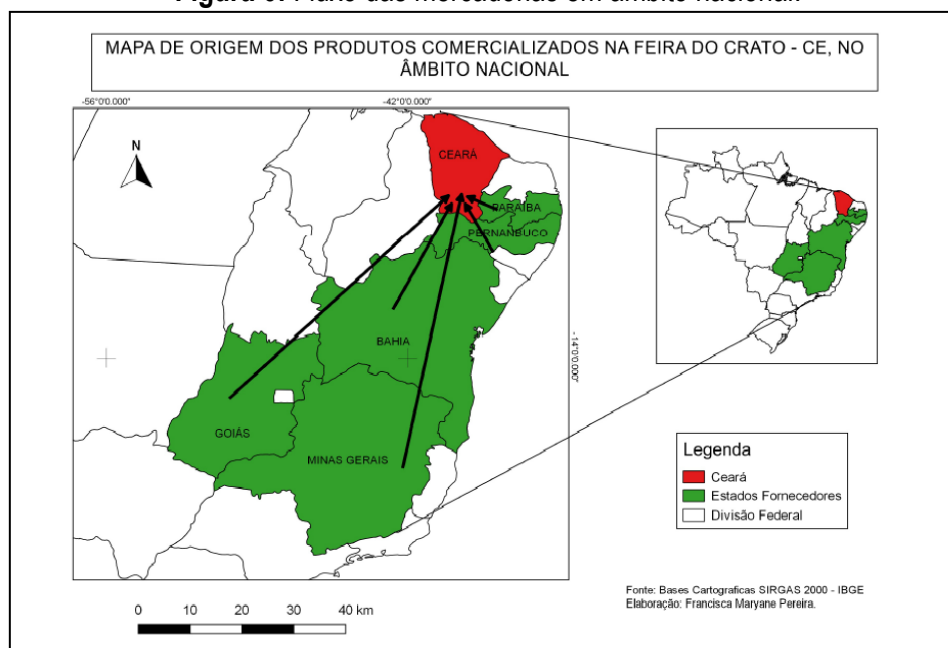 MAPA DE ORIGEM DOS PRODUTOS COMERCIALIZADOS NA FEIRA DO CRATO - CE, NO
ÂMBITO NACIONAL
-56°0'0.000"
-42°0'0.000"
N
CEARÁ
PARAÍBA
PERNANBUCO
BAHIA
-14°0'0.000"
GOIÁS
MINAS GERAIS
Legenda
Ceará
Estados Fornecedores
Divisão Federal
0 10 20 30 40 km
Fonte: Bases Cartograficas SIRGAS 2000 - IBGE
Elaboração: Francisca Maryane Pereira.